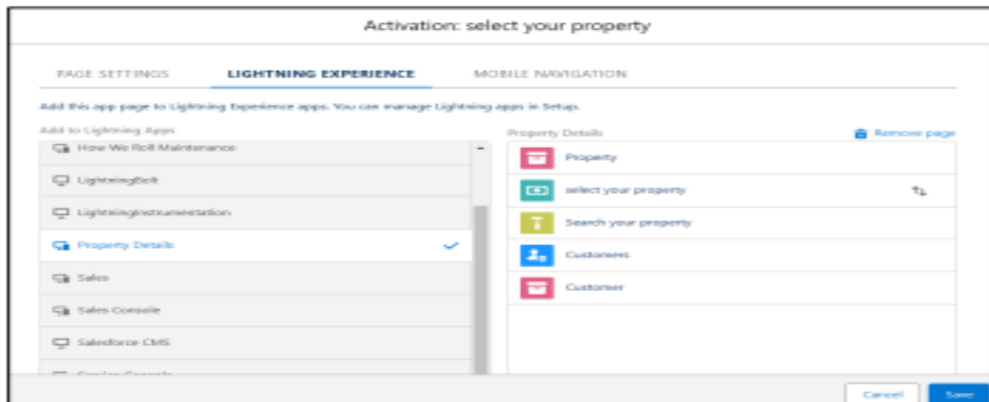 Activation: select your property
PAGE SETTINGS LIGHTNING EXPERIENCE MOBILE NAVIGATION
Add this app page to Lightning Experience apps. You can manage Lightning apps in Setup.
Add to Lightning Apps
How We Roll Maintenance
LightningBolt
LightningInstrumentation
Property Details
Sales
Sales Console
Salesforce CMS
Property Details Remove page
Property
select your property
Search your property
Customers
Customer
Cancel Save